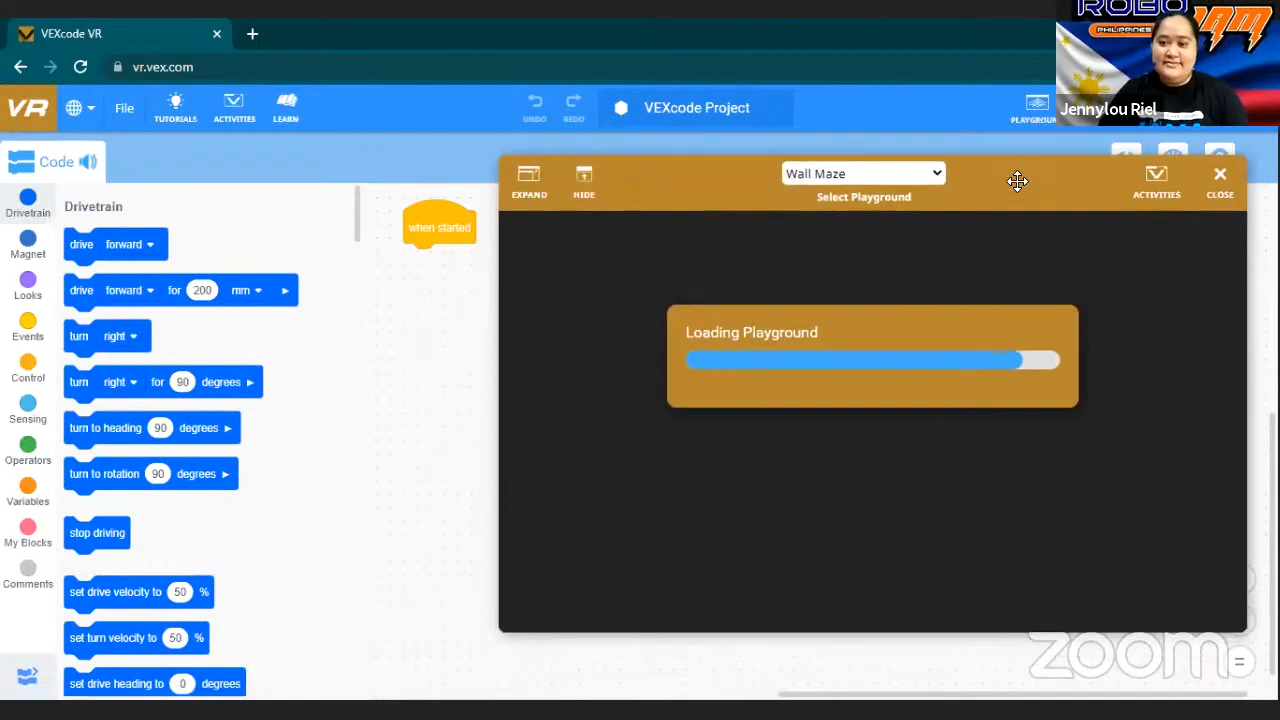 VEXcode VR
vr.vex.com
ROBO
PHILIPPINES
Jennylou Riel
VR
File
TUTORIALS
ACTIVITIES
LEARN
UNDO
REDO
VEXcode Project
PLAYGROUN
Code
Drivetrain
Magnet
Looks
Events
Control
Sensing
Operators
Variables
My Blocks
Comments
Drivetrain
drive forward
drive forward for 200 mm
turn right
turn right for 90 degrees
turn to heading 90 degrees
turn to rotation 90 degrees
stop driving
set drive velocity to 50 %
set turn velocity to 50 %
set drive heading to 0 degrees
when started
EXPAND
HIDE
Wall Maze
Select Playground
ACTIVITIES
CLOSE
Loading Playground
zoom